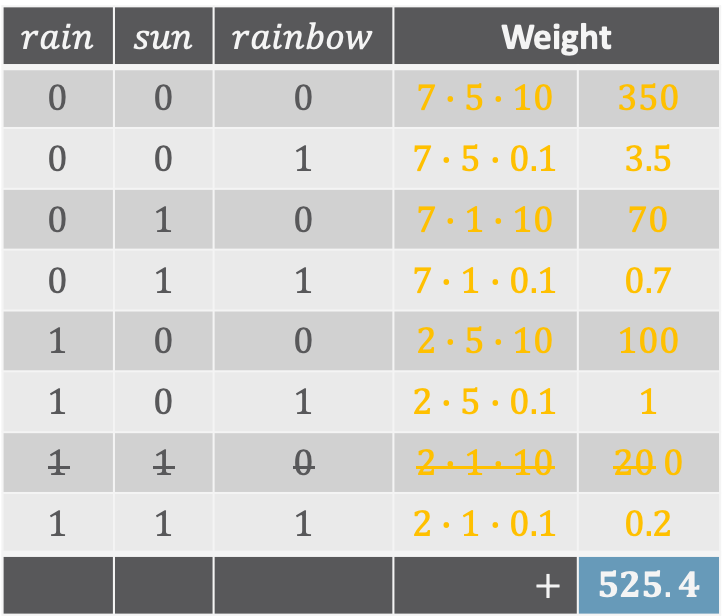 rain sun rainbow Weight
0 0 0 7 · 5 · 10 350
0 0 1 7 · 5 · 0.1 3.5
0 1 0 7 · 1 · 10 70
0 1 1 7 · 1 · 0.1 0.7
1 0 0 2 · 5 · 10 100
1 0 1 2 · 5 · 0.1 1
1 1 0 2 · 1 · 10 20 0
1 1 1 2 · 1 · 0.1 0.2
+ 525.4